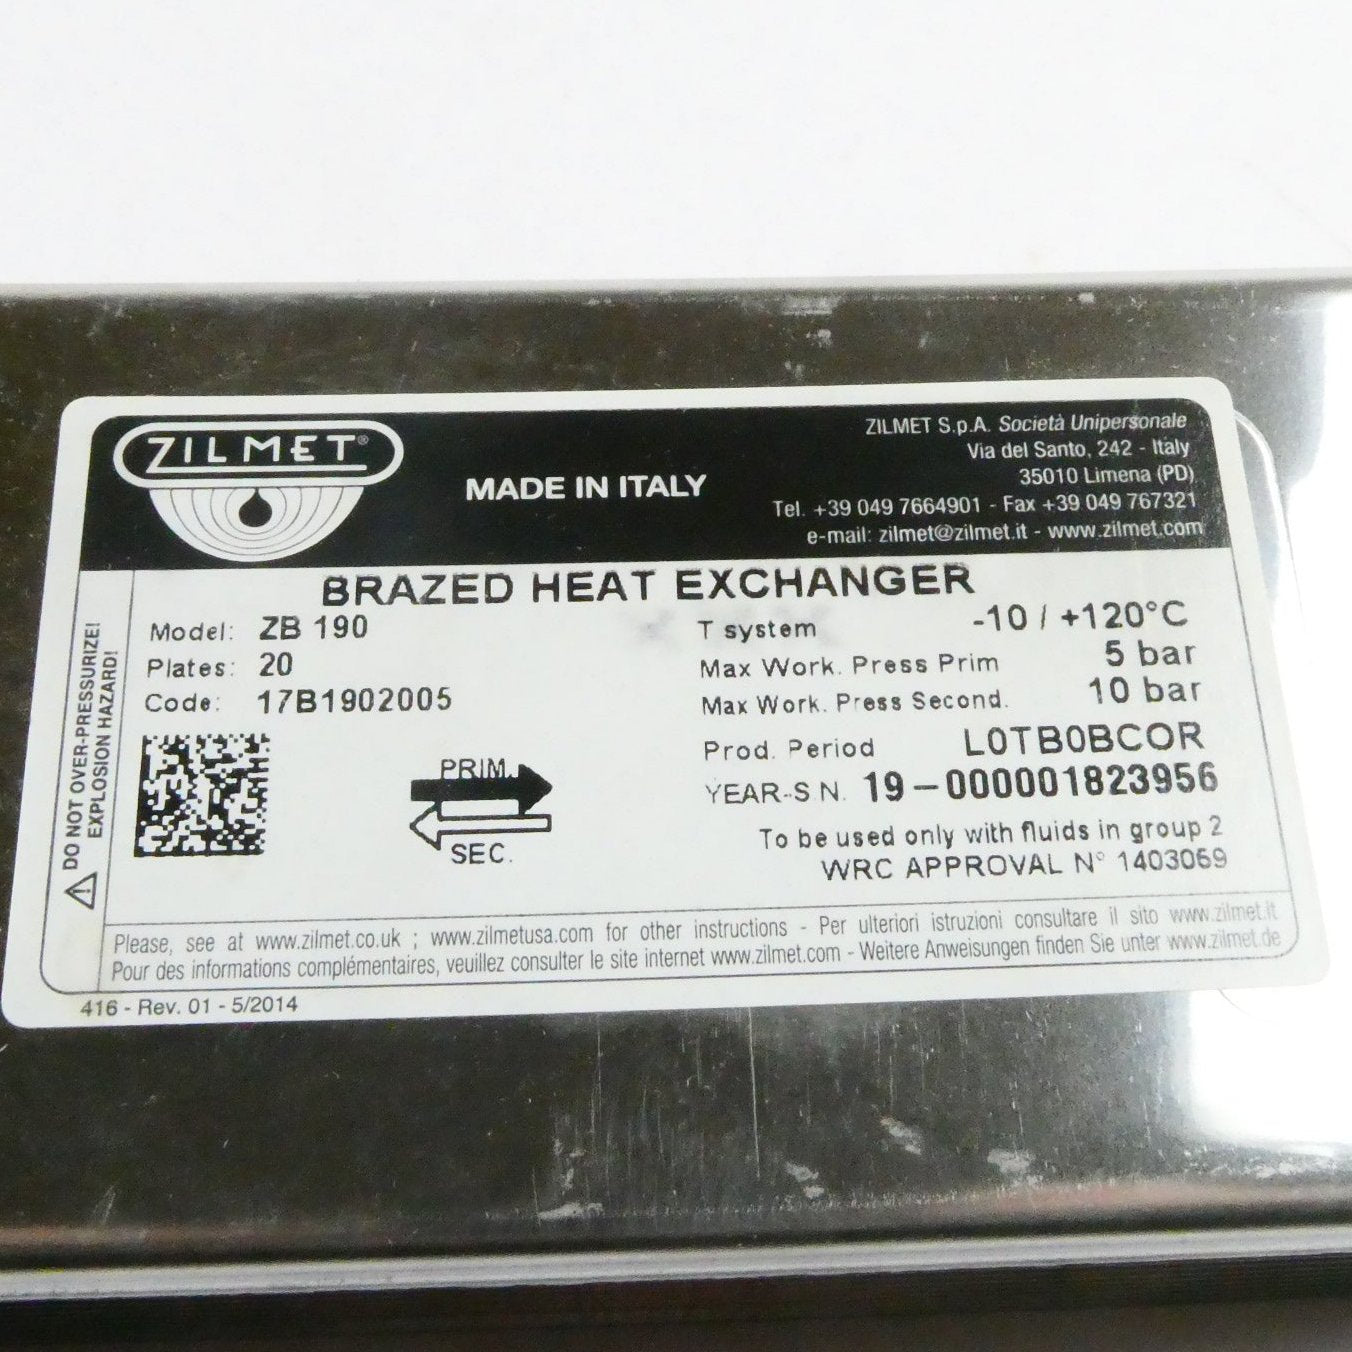 ZILMET®
MADE IN ITALY
ZILMET S.p.A. Società Unipersonale
Via del Santo, 242 - Italy
35010 Limena (PD)
Tel. +39 049 7664901 - Fax +39 049 767321
e-mail: zilmet@zilmet.it - www.zilmet.com
DO NOT OVER-PRESSURIZE!
EXPLOSION HAZARD!
BRAZED HEAT EXCHANGER
Model: ZB 190
Plates: 20
Code: 17B1902005
PRIM.
SEC.
T system -10 / +120°C
Max Work. Press Prim 5 bar
Max Work. Press Second. 10 bar
Prod. Period L0TB0BCOR
YEAR-S N. 19-000001823956
To be used only with fluids in group 2
WRC APPROVAL N° 1403059
Please, see at www.zilmet.co.uk ; www.zilmetusa.com for other instructions - Per ulteriori istruzioni consultare il sito www.zilmet.it
Pour des informations complémentaires, veuillez consulter le site internet www.zilmet.com - Weitere Anweisungen finden Sie unter www.zilmet.de
416 - Rev. 01 - 5/2014